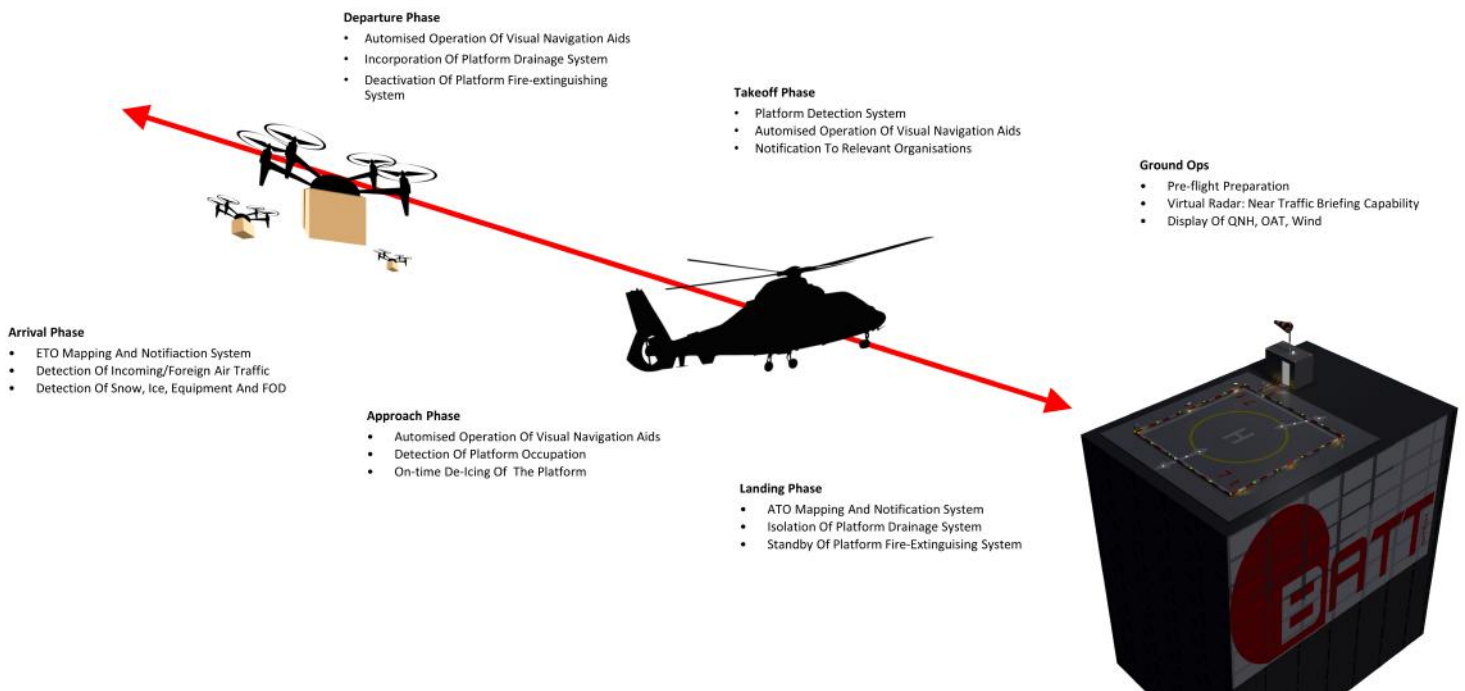 Departure Phase
• Automised Operation Of Visual Navigation Aids
• Incorporation Of Platform Drainage System
• Deactivation Of Platform Fire-extinguishing
System
Takeoff Phase
• Platform Detection System
• Automised Operation Of Visual Navigation Aids
• Notification To Relevant Organisations
Ground Ops
• Pre-flight Preparation
• Virtual Radar: Near Traffic Briefing Capability
• Display Of QNH, OAT, Wind
Arrival Phase
• ETO Mapping And Notifiaction System
• Detection Of Incoming/Foreign Air Traffic
• Detection Of Snow, Ice, Equipment And FOD
Approach Phase
• Automised Operation Of Visual Navigation Aids
• Detection Of Platform Occupation
• On-time De-Icing Of The Platform
Landing Phase
• ATO Mapping And Notification System
• Isolation Of Platform Drainage System
• Standby Of Platform Fire-Extinguising System
H
BATT